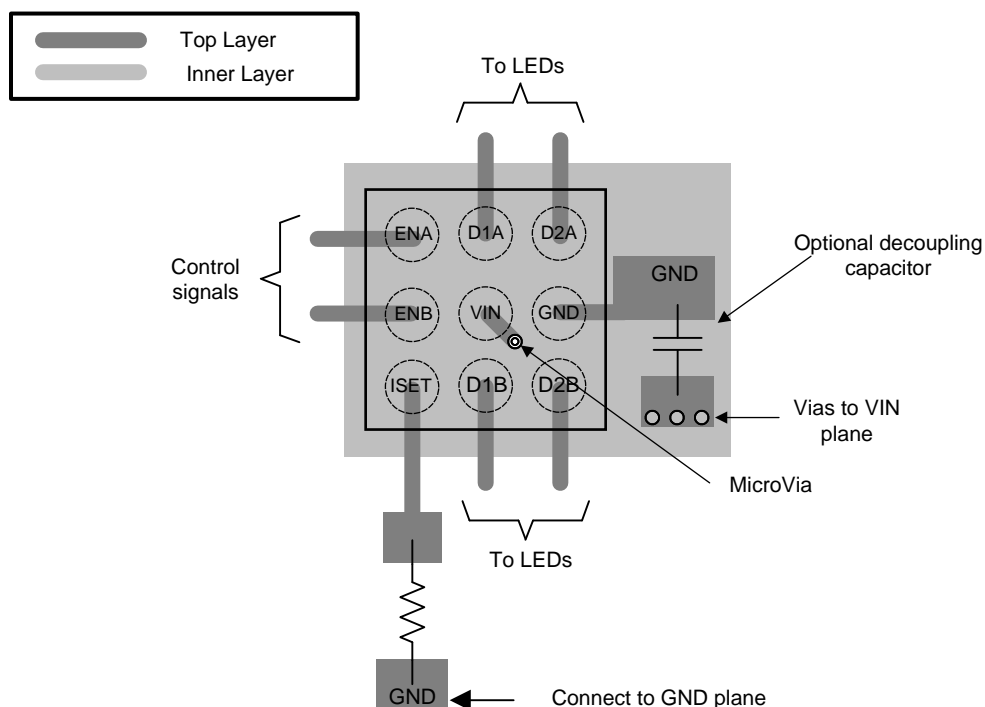 Top Layer
Inner Layer
To LEDs
ENA
D1A
D2A
Control
signals
Optional decoupling
capacitor
GND
ENB
VIN
GND
ISET
D1B
D2B
Vias to VIN
plane
MicroVia
To LEDs
GND
Connect to GND plane